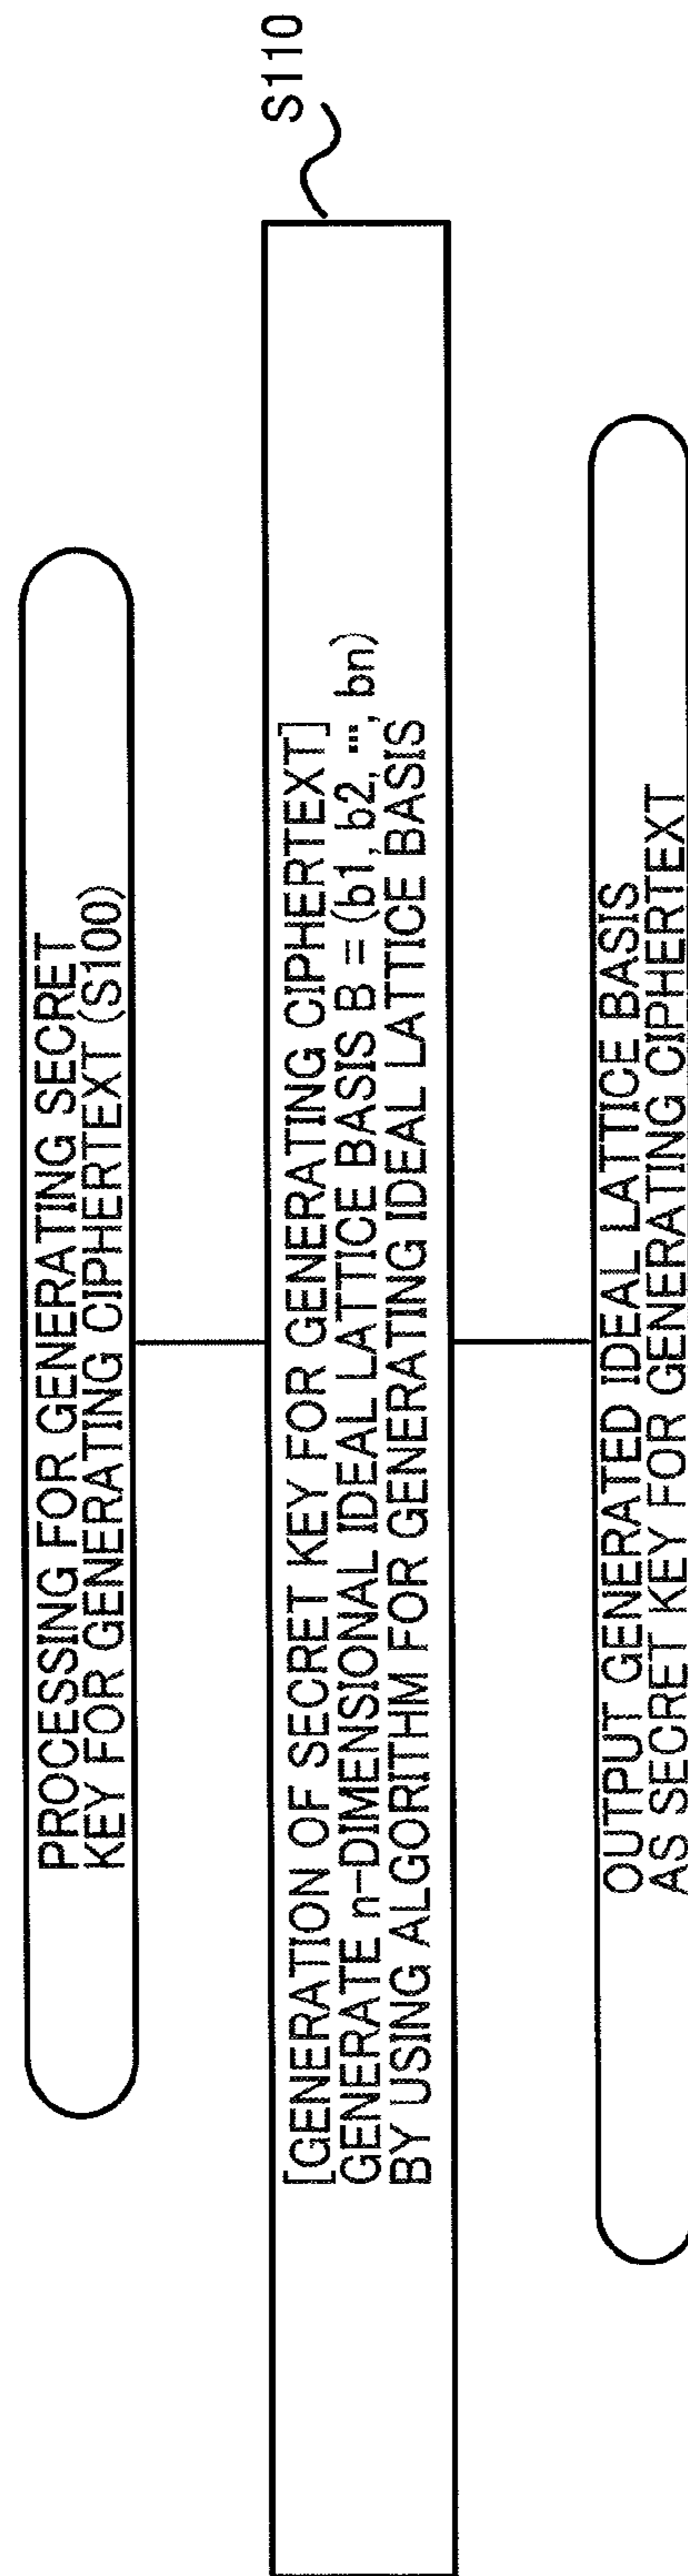 PROCESSING FOR GENERATING SECRET
KEY FOR GENERATING CIPHERTEXT (S100)
S110
[GENERATION OF SECRET KEY FOR GENERATING CIPHERTEXT]
GENERATE n-DIMENSIONAL IDEAL LATTICE BASIS B = (b1, b2, …, bn)
BY USING ALGORITHM FOR GENERATING IDEAL LATTICE BASIS
OUTPUT GENERATED IDEAL LATTICE BASIS
AS SECRET KEY FOR GENERATING CIPHERTEXT